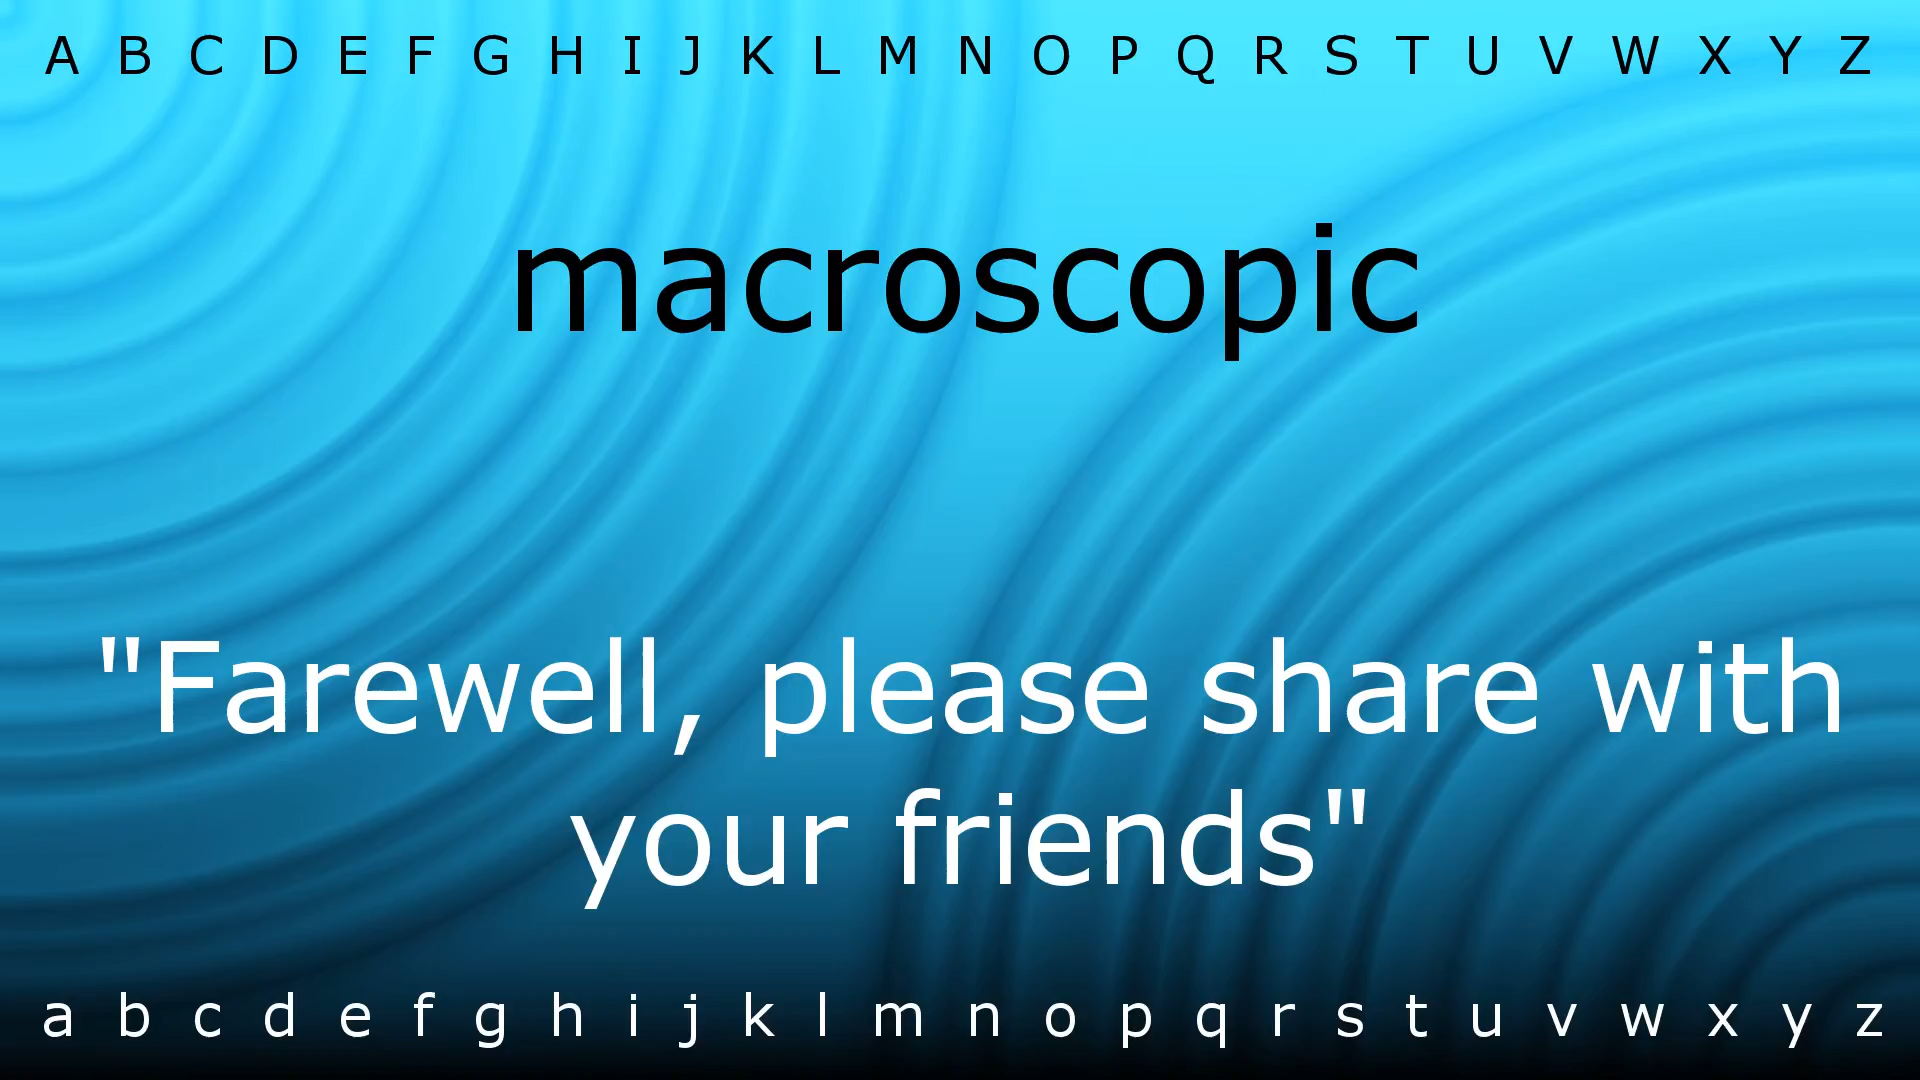 A B C D E F G H I J K L M N O P Q R S T U V W X Y Z
macroscopic
"Farewell, please share with
your friends"
a b c d e f g h i j k l m n o p q r s t u v w x y z